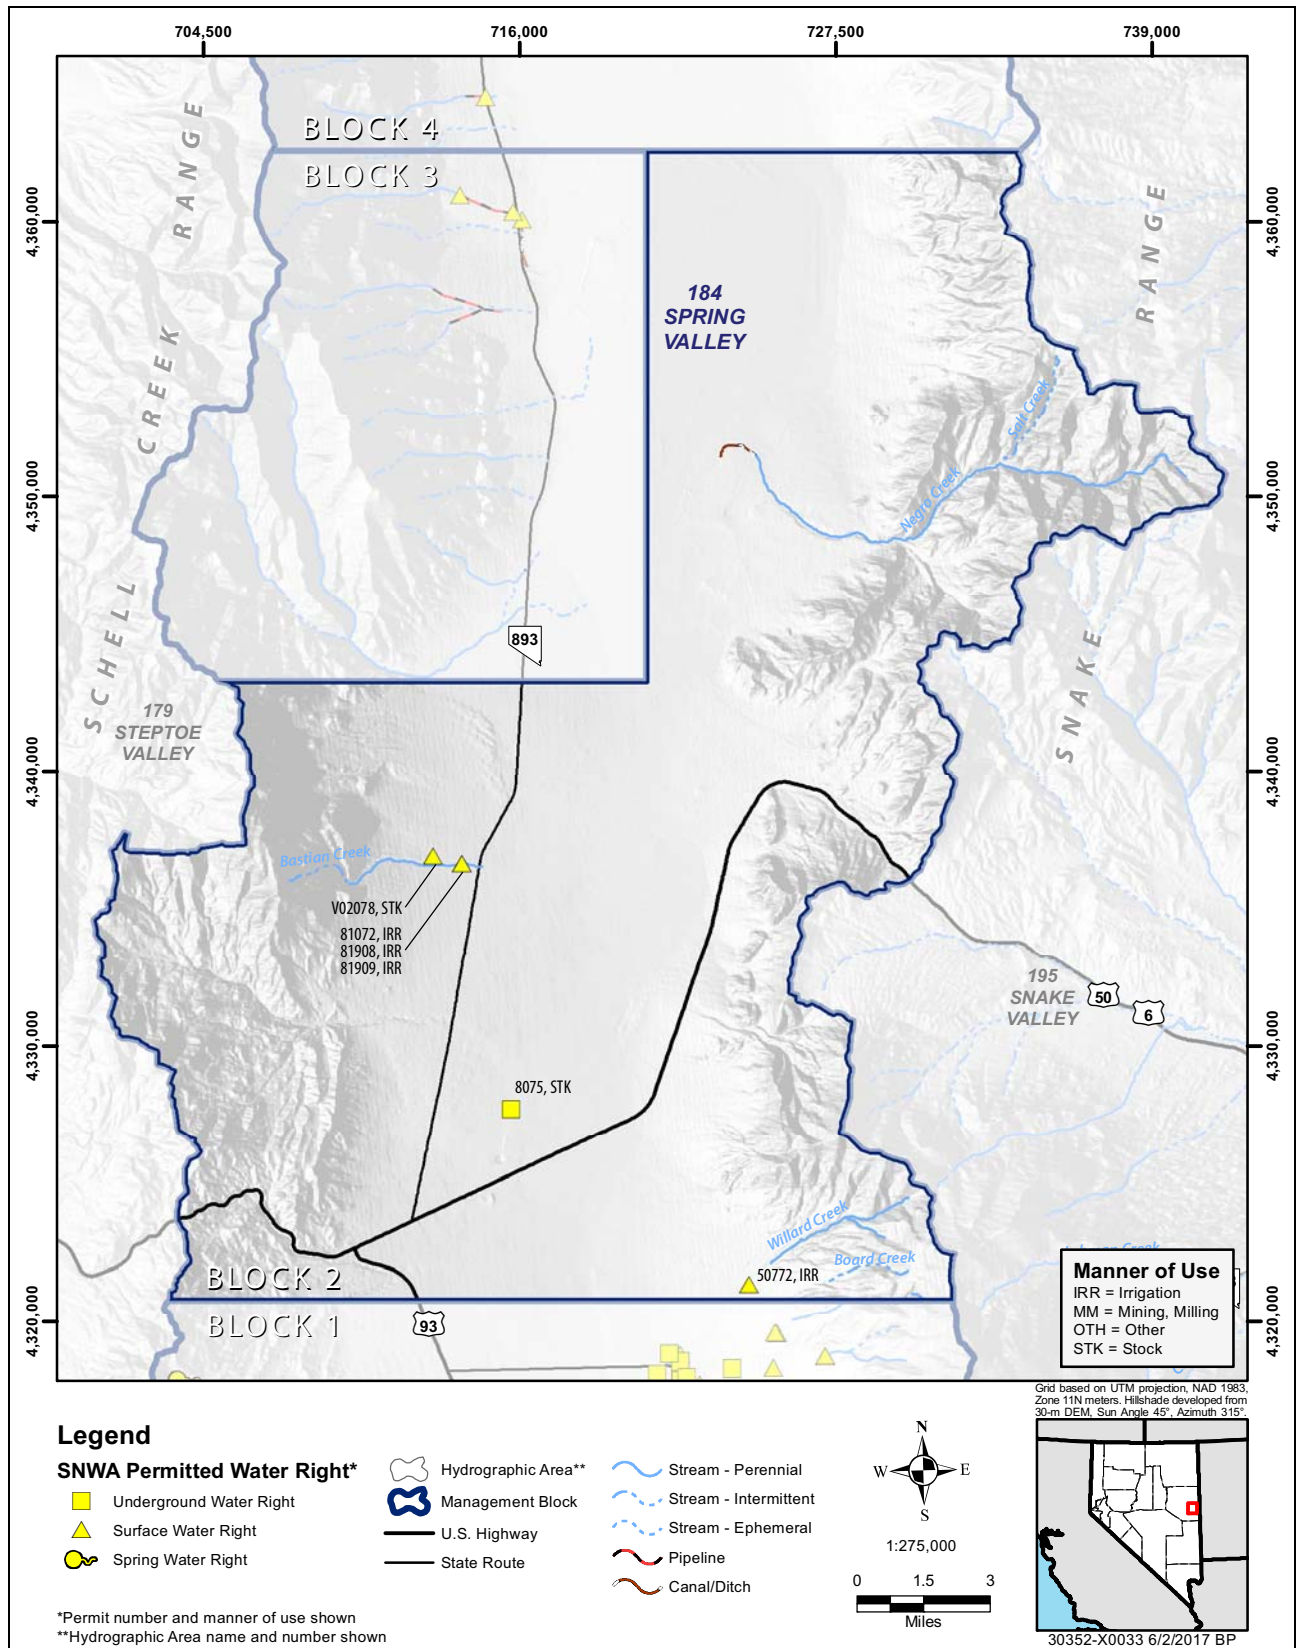 704,500
716,000
727,500
739,000
BLOCK 4
BLOCK 3
RANGE
CREEK
SCHELL
RANGE
SNAKE
4,360,000
4,350,000
4,340,000
4,330,000
4,320,000
4,360,000
4,350,000
4,340,000
4,330,000
4,320,000
184
SPRING
VALLEY
Salt Creek
Negro Creek
893
179
STEPTOE
VALLEY
Bastian Creek
V02078, STK
81072, IRR
81908, IRR
81909, IRR
195
SNAKE
VALLEY
50
6
8075, STK
Willard Creek
Board Creek
50772, IRR
BLOCK 2
BLOCK 1
93
Manner of Use
IRR = Irrigation
MM = Mining, Milling
OTH = Other
STK = Stock
Grid based on UTM projection, NAD 1983,
Zone 11N meters. Hillshade developed from
30-m DEM, Sun Angle 45°, Azimuth 315°.
Legend
SNWA Permitted Water Right*
Underground Water Right
Surface Water Right
Spring Water Right
Hydrographic Area**
Management Block
U.S. Highway
State Route
Stream - Perennial
Stream - Intermittent
Stream - Ephemeral
Pipeline
Canal/Ditch
N
W
E
S
1:275,000
0 1.5 3
Miles
*Permit number and manner of use shown
**Hydrographic Area name and number shown
30352-X0033 6/2/2017 BP